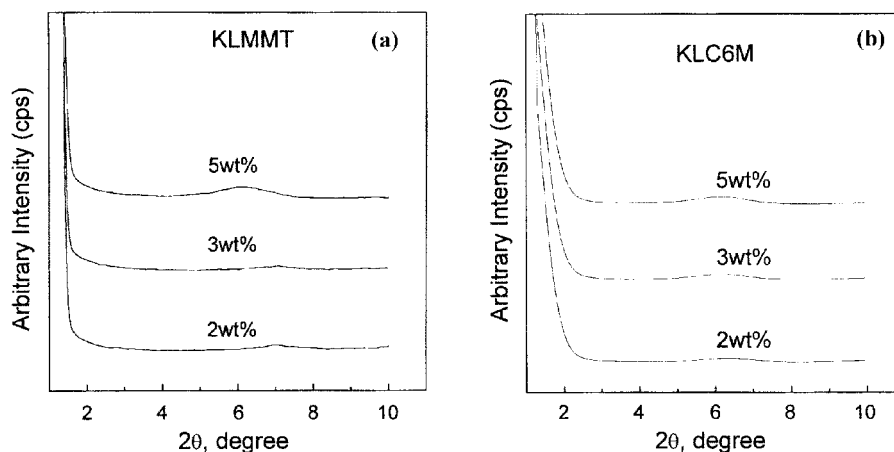 KLMMT (a)
5wt%
3wt%
2wt%
Arbitrary Intensity (cps)
2 4 6 8 10
2θ, degree
KLC6M (b)
5wt%
3wt%
2wt%
Arbitrary Intensity (cps)
2 4 6 8 10
2θ, degree